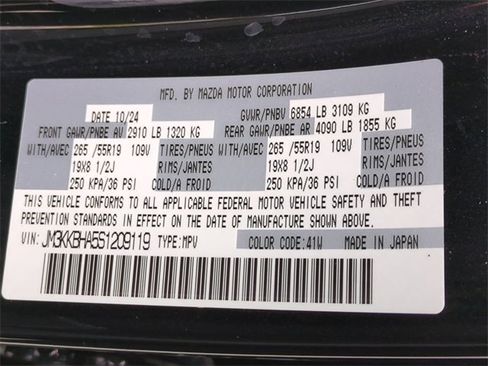 MFD. BY MAZDA MOTOR CORPORATION
DATE 10/24 GVWR/PNBV 6854 LB 3109 KG
FRONT GAWR/PNBE AV 2910 LB 1320 KG REAR GAWR/PNBE AR 4090 LB 1855 KG
WITH/AVEC 265 /55R19 109V TIRES/PNEUS WITH/AVEC 265 /55R19 109V TIRES/PNEUS
19X8 1/2J RIMS/JANTES 19X8 1/2J RIMS/JANTES
250 KPA/36 PSI COLD/A FROID 250 KPA/36 PSI COLD/A FROID
THIS VEHICLE CONFORMS TO ALL APPLICABLE FEDERAL MOTOR VEHICLE SAFETY AND THEFT
PREVENTION STANDARDS IN EFFECT ON THE DATE OF MANUFACTURE SHOWN ABOVE.
VIN: JM3KKBHA5S1209119 TYPE:MPV COLOR CODE:41W MADE IN JAPAN